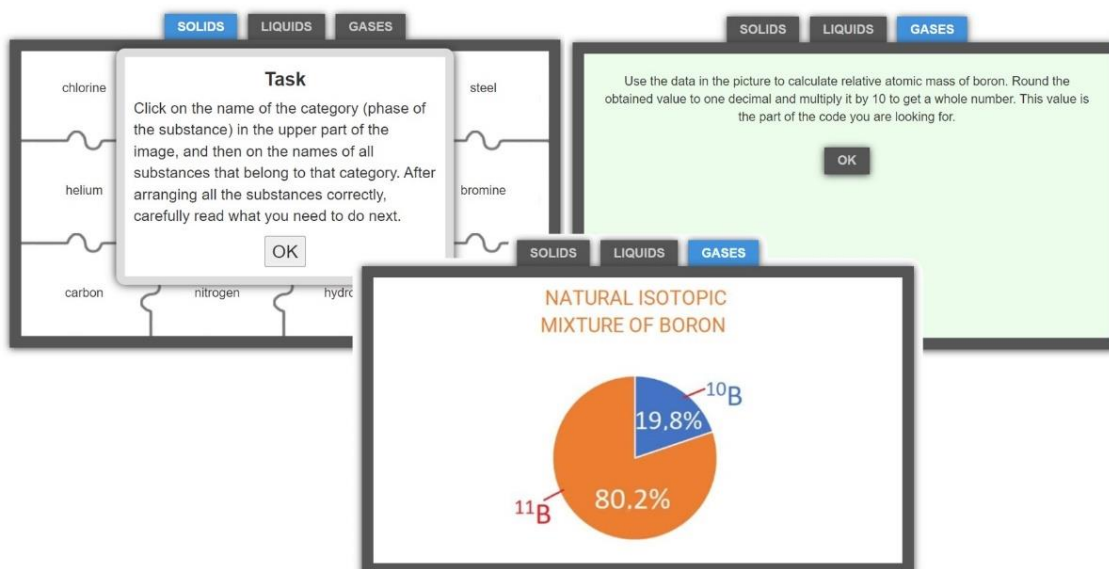 SOLIDS LIQUIDS GASES
chlorine
steel
helium
bromine
carbon
nitrogen
Task
Click on the name of the category (phase of
the substance) in the upper part of the
image, and then on the names of all
substances that belong to that category. After
arranging all the substances correctly,
carefully read what you need to do next.
OK
SOLIDS LIQUIDS GASES
Use the data in the picture to calculate relative atomic mass of boron. Round the
obtained value to one decimal and multiply it by 10 to get a whole number. This value is
the part of the code you are looking for.
OK
SOLIDS LIQUIDS GASES
NATURAL ISOTOPIC
MIXTURE OF BORON
¹⁰B
19,8%
80,2%
¹¹B